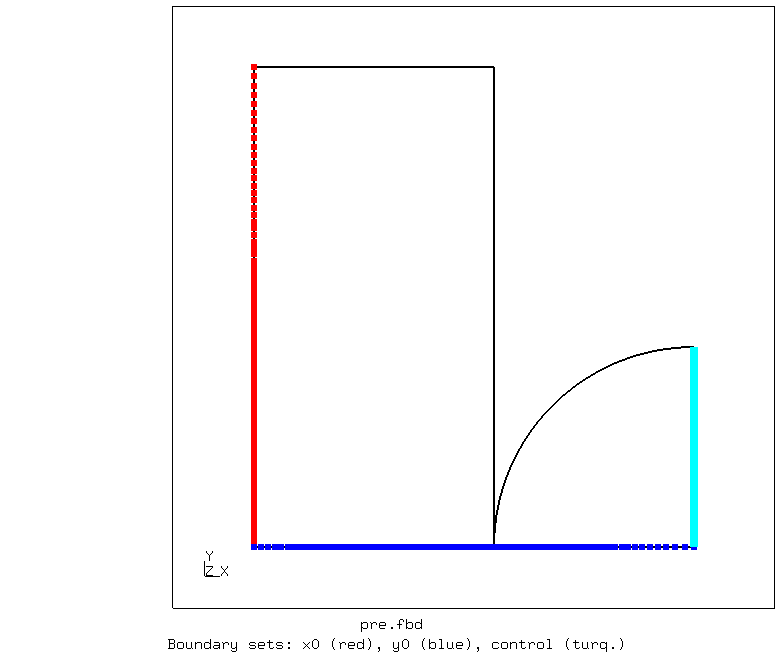 Y
Z X
pre.fbd
Boundary sets: x0 (red), y0 (blue), control (turq.)